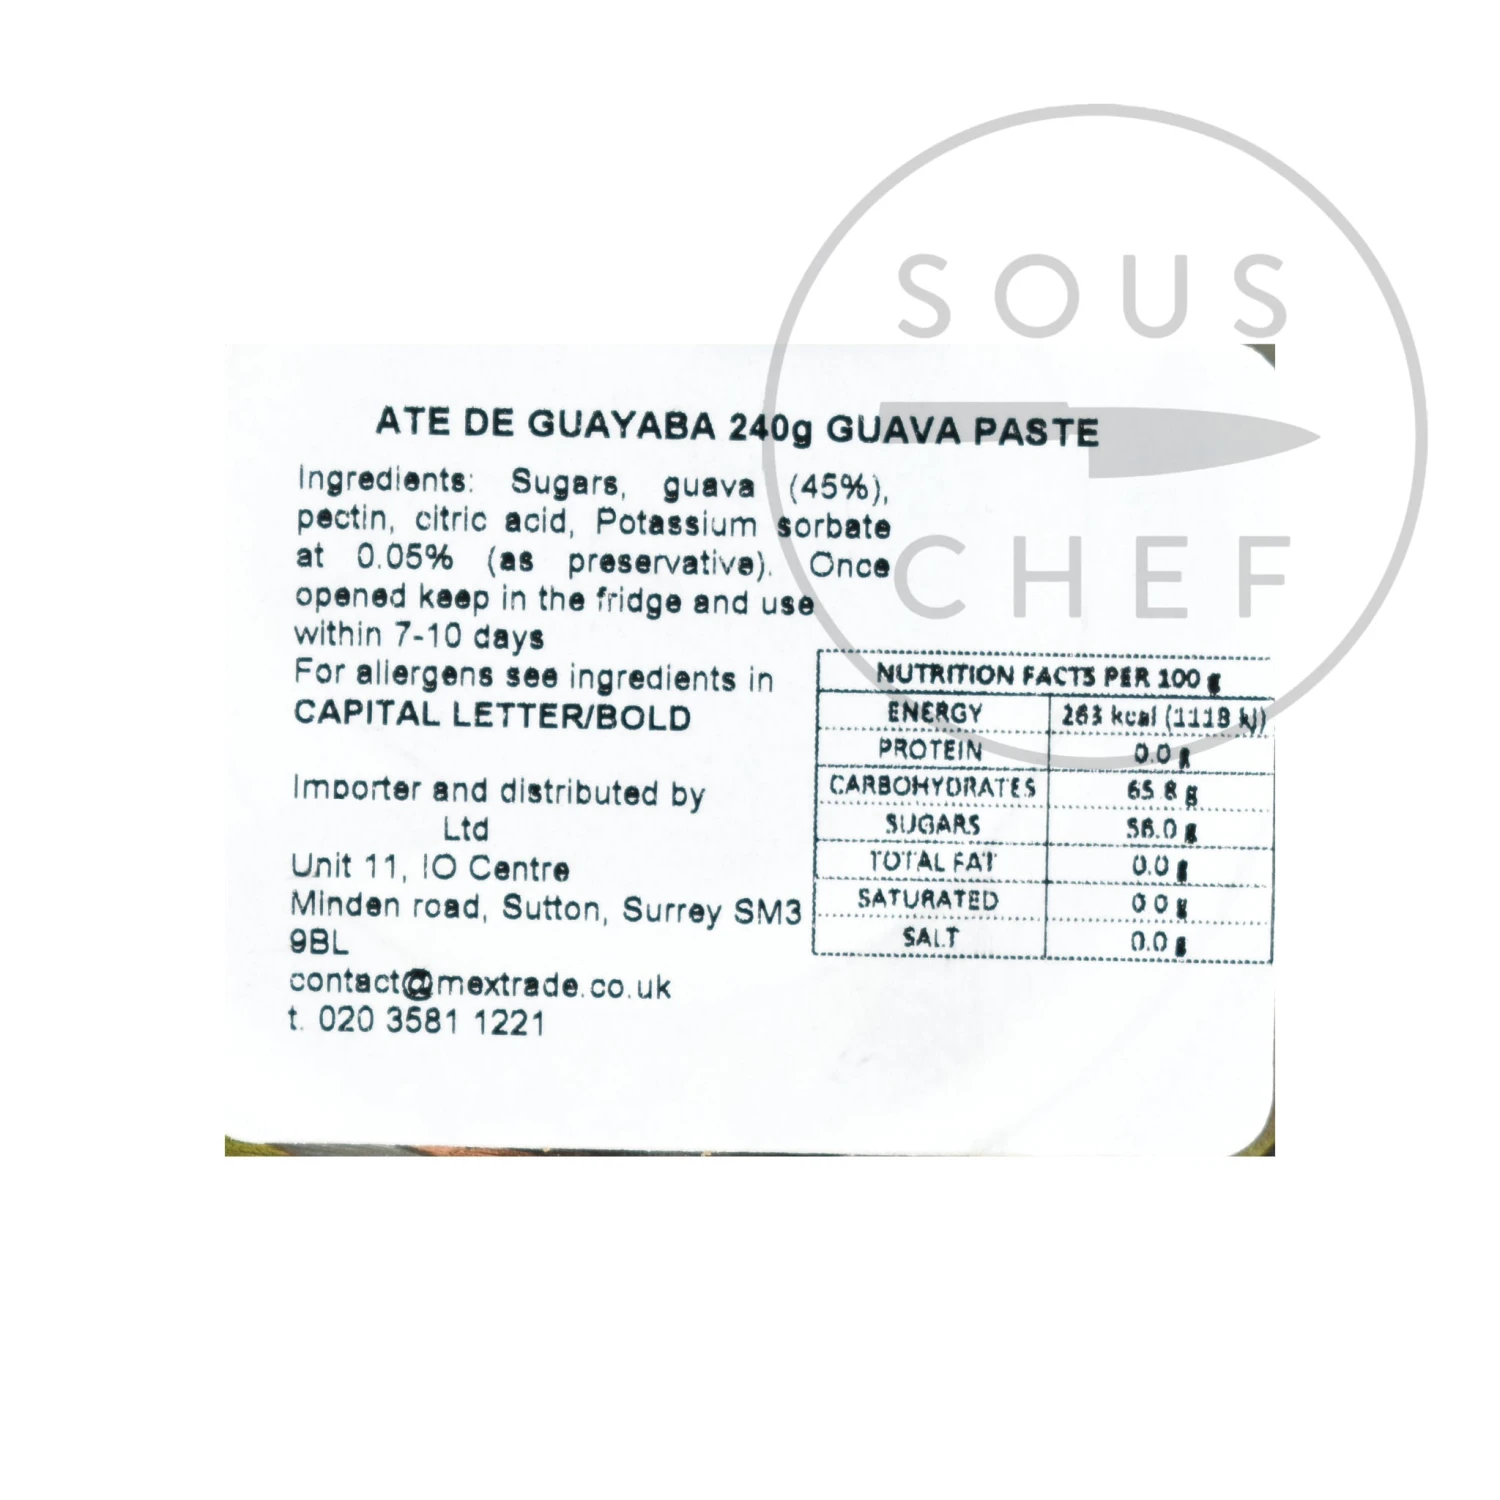 SOUS
CHEF
ATE DE GUAYABA 240g GUAVA PASTE
Ingredients: Sugars, guava (45%),
pectin, citric acid, Potassium sorbate
at 0.05% (as preservative). Once
opened keep in the fridge and use
within 7-10 days
For allergens see ingredients in
CAPITAL LETTER/BOLD
Importer and distributed by
Ltd
Unit 11, IO Centre
Minden road, Sutton, Surrey SM3
9BL
contact@mextrade.co.uk
t. 020 3581 1221
NUTRITION FACTS PER 100 g
ENERGY 263 kcal (1118 kJ)
PROTEIN 0.0 g
CARBOHYDRATES 65.8 g
SUGARS 56.0 g
TOTAL FAT 0.0 g
SATURATED 0.0 g
SALT 0.0 g